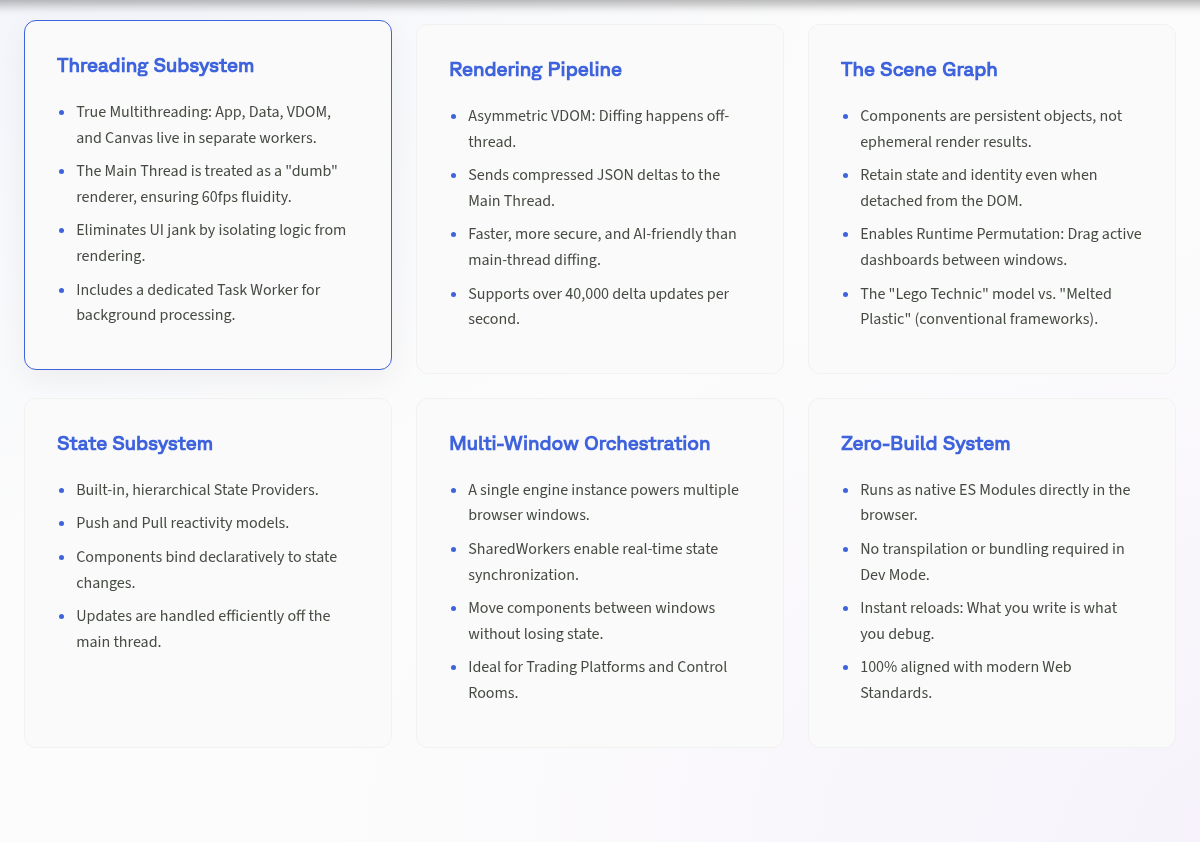 Threading Subsystem
True Multithreading: App, Data, VDOM,
and Canvas live in separate workers.
The Main Thread is treated as a "dumb"
renderer, ensuring 60fps fluidity.
Eliminates UI jank by isolating logic from
rendering.
Includes a dedicated Task Worker for
background processing.
Rendering Pipeline
Asymmetric VDOM: Diffing happens off-
thread.
Sends compressed JSON deltas to the
Main Thread.
Faster, more secure, and AI-friendly than
main-thread diffing.
Supports over 40,000 delta updates per
second.
The Scene Graph
Components are persistent objects, not
ephemeral render results.
Retain state and identity even when
detached from the DOM.
Enables Runtime Permutation: Drag active
dashboards between windows.
The "Lego Technic" model vs. "Melted
Plastic" (conventional frameworks).
State Subsystem
Built-in, hierarchical State Providers.
Push and Pull reactivity models.
Components bind declaratively to state
changes.
Updates are handled efficiently off the
main thread.
Multi-Window Orchestration
A single engine instance powers multiple
browser windows.
SharedWorkers enable real-time state
synchronization.
Move components between windows
without losing state.
Ideal for Trading Platforms and Control
Rooms.
Zero-Build System
Runs as native ES Modules directly in the
browser.
No transpilation or bundling required in
Dev Mode.
Instant reloads: What you write is what
you debug.
100% aligned with modern Web
Standards.